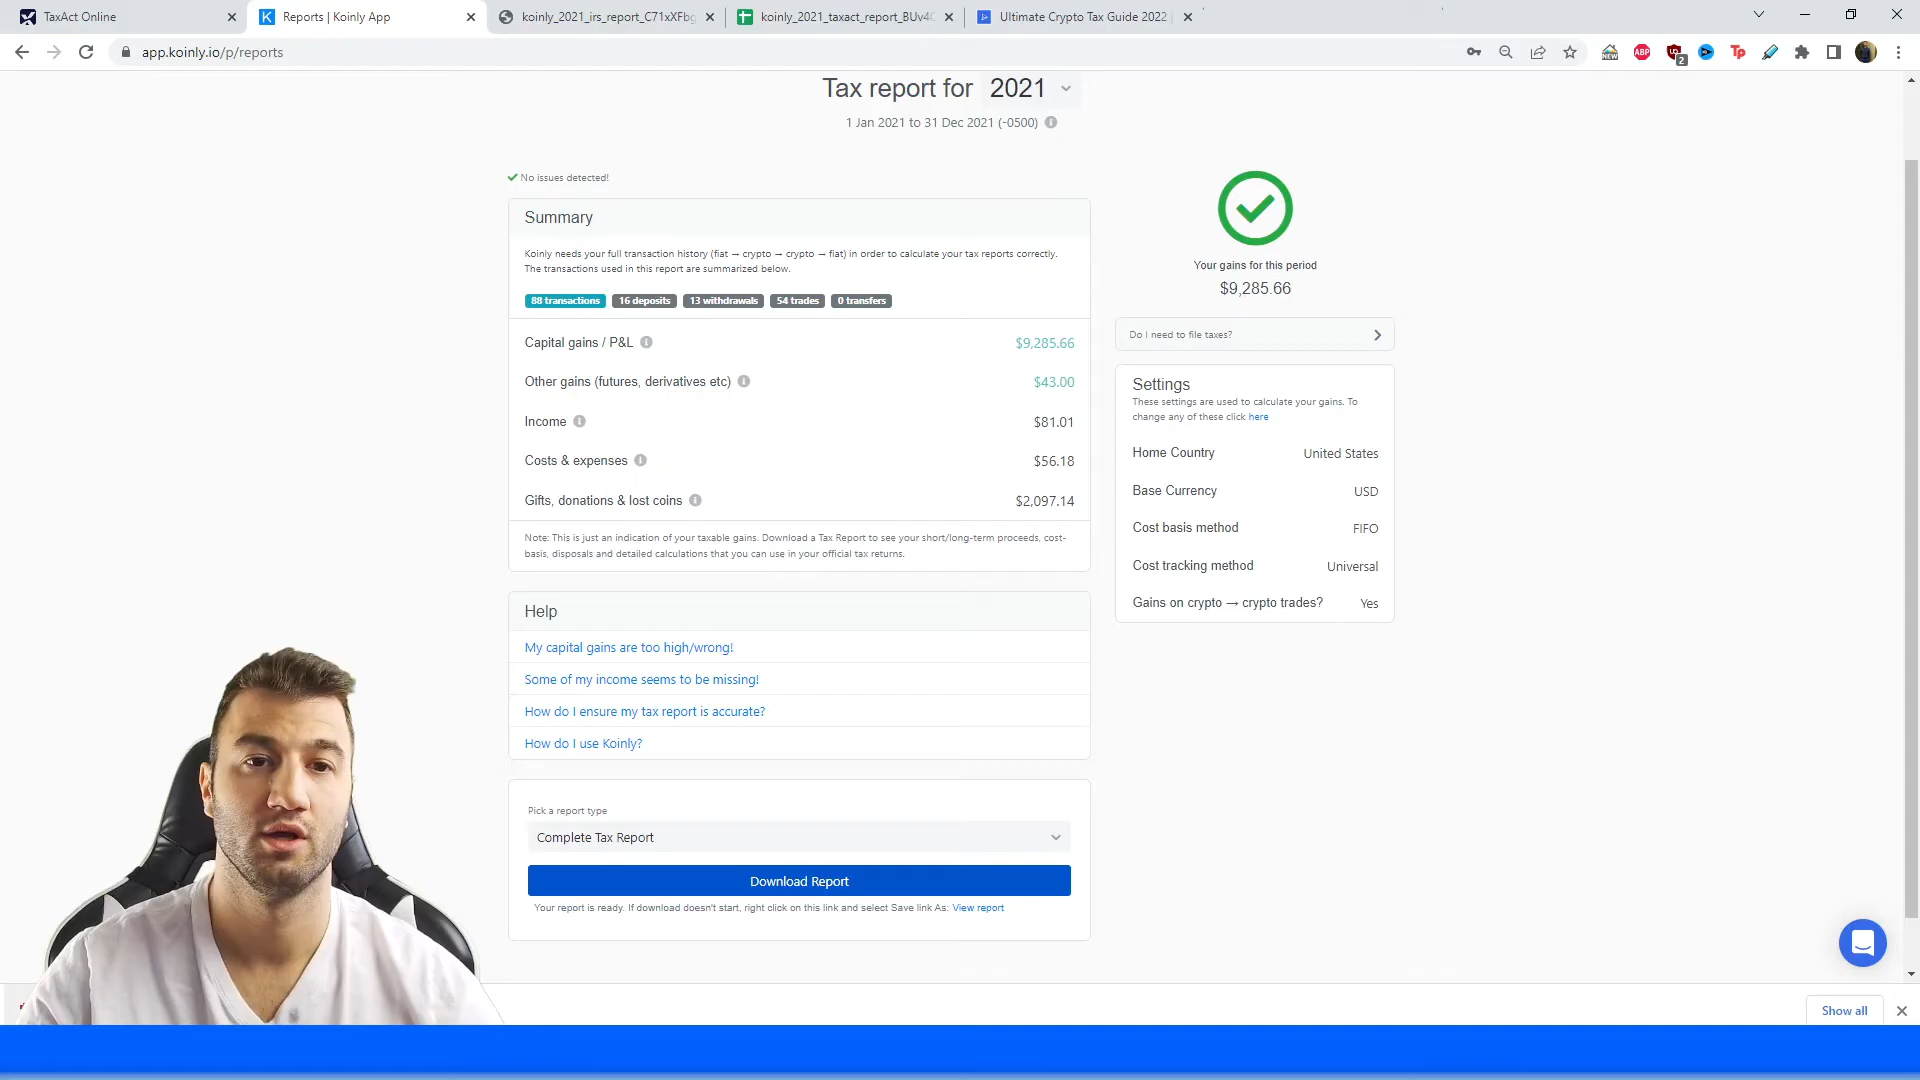 TaxAct Online
Reports | Koinly App
koinly_2021_irs_report_C71xXFbg
koinly_2021_taxact_report_BUv4C
Ultimate Crypto Tax Guide 2022
app.koinly.io/p/reports
NEW
ABP
2
Tp
Tax report for 2021
1 Jan 2021 to 31 Dec 2021 (-0500)
No issues detected!
Summary
Koinly needs your full transaction history (fiat → crypto → crypto → fiat) in order to calculate your tax reports correctly.
The transactions used in this report are summarized below.
88 transactions 16 deposits 13 withdrawals 54 trades 0 transfers
Capital gains / P&L $9,285.66
Other gains (futures, derivatives etc) $43.00
Income $81.01
Costs & expenses $56.18
Gifts, donations & lost coins $2,097.14
Note: This is just an indication of your taxable gains. Download a Tax Report to see your short/long-term proceeds, cost-
basis, disposals and detailed calculations that you can use in your official tax returns.
Help
My capital gains are too high/wrong!
Some of my income seems to be missing!
How do I ensure my tax report is accurate?
How do I use Koinly?
Pick a report type
Complete Tax Report
Download Report
Your report is ready. If download doesn't start, right click on this link and select Save link As: View report
Your gains for this period
$9,285.66
Do I need to file taxes?
Settings
These settings are used to calculate your gains. To
change any of these click here
Home Country United States
Base Currency USD
Cost basis method FIFO
Cost tracking method Universal
Gains on crypto → crypto trades? Yes
Show all